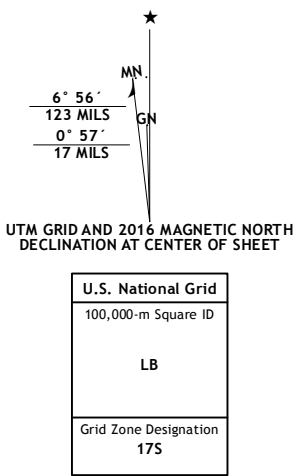 MN
6° 56´
123 MILS
GN
0° 57´
17 MILS
UTM GRID AND 2016 MAGNETIC NORTH
DECLINATION AT CENTER OF SHEET
U.S. National Grid
100,000-m Square ID
LB
Grid Zone Designation
17S